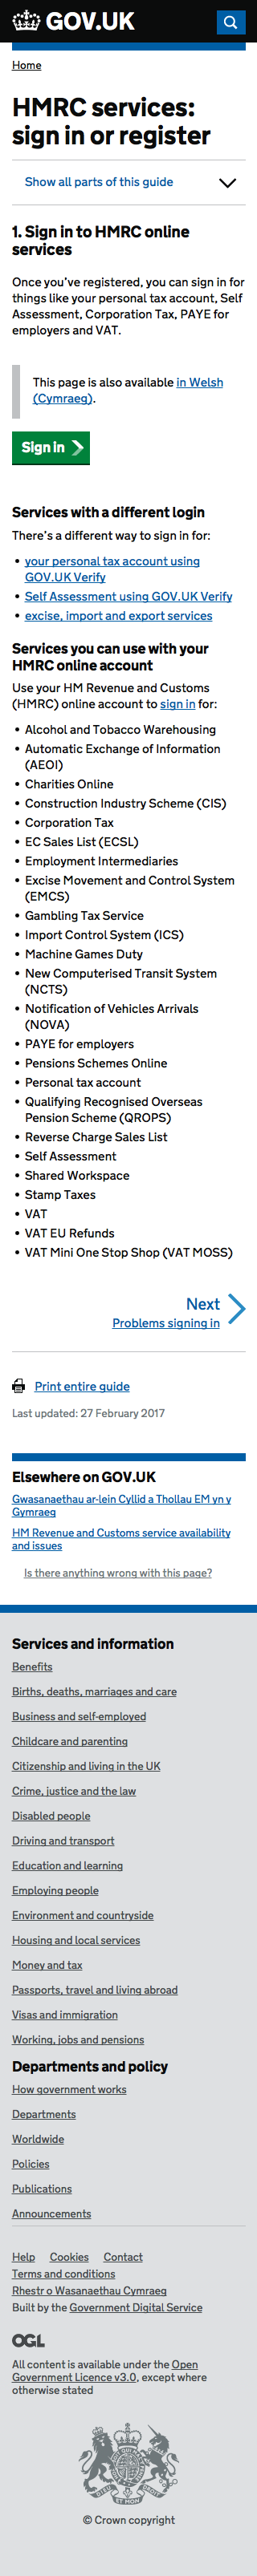 GOV.UK
Home
HMRC services:
sign in or register
Show all parts of this guide
1. Sign in to HMRC online
services
Once you've registered, you can sign in for
things like your personal tax account, Self
Assessment, Corporation Tax, PAYE for
employers and VAT.
This page is also available in Welsh
(Cymraeg).
Sign in
Services with a different login
There's a different way to sign in for:
• your personal tax account using
GOV.UK Verify
• Self Assessment using GOV.UK Verify
• excise, import and export services
Services you can use with your
HMRC online account
Use your HM Revenue and Customs
(HMRC) online account to sign in for:
• Alcohol and Tobacco Warehousing
• Automatic Exchange of Information
(AEOI)
• Charities Online
• Construction Industry Scheme (CIS)
• Corporation Tax
• EC Sales List (ECSL)
• Employment Intermediaries
• Excise Movement and Control System
(EMCS)
• Gambling Tax Service
• Import Control System (ICS)
• Machine Games Duty
• New Computerised Transit System
(NCTS)
• Notification of Vehicles Arrivals
(NOVA)
• PAYE for employers
• Pensions Schemes Online
• Personal tax account
• Qualifying Recognised Overseas
Pension Scheme (QROPS)
• Reverse Charge Sales List
• Self Assessment
• Shared Workspace
• Stamp Taxes
• VAT
• VAT EU Refunds
• VAT Mini One Stop Shop (VAT MOSS)
Next
Problems signing in
Print entire guide
Last updated: 27 February 2017
Elsewhere on GOV.UK
Gwasanaethau ar-lein Cyllid a Thollau EM yn y
Gymraeg
HM Revenue and Customs service availability
and issues
Is there anything wrong with this page?
Services and information
Benefits
Births, deaths, marriages and care
Business and self-employed
Childcare and parenting
Citizenship and living in the UK
Crime, justice and the law
Disabled people
Driving and transport
Education and learning
Employing people
Environment and countryside
Housing and local services
Money and tax
Passports, travel and living abroad
Visas and immigration
Working, jobs and pensions
Departments and policy
How government works
Departments
Worldwide
Policies
Publications
Announcements
Help Cookies Contact
Terms and conditions
Rhestr o Wasanaethau Cymraeg
Built by the Government Digital Service
OGL
All content is available under the Open
Government Licence v3.0, except where
otherwise stated
© Crown copyright